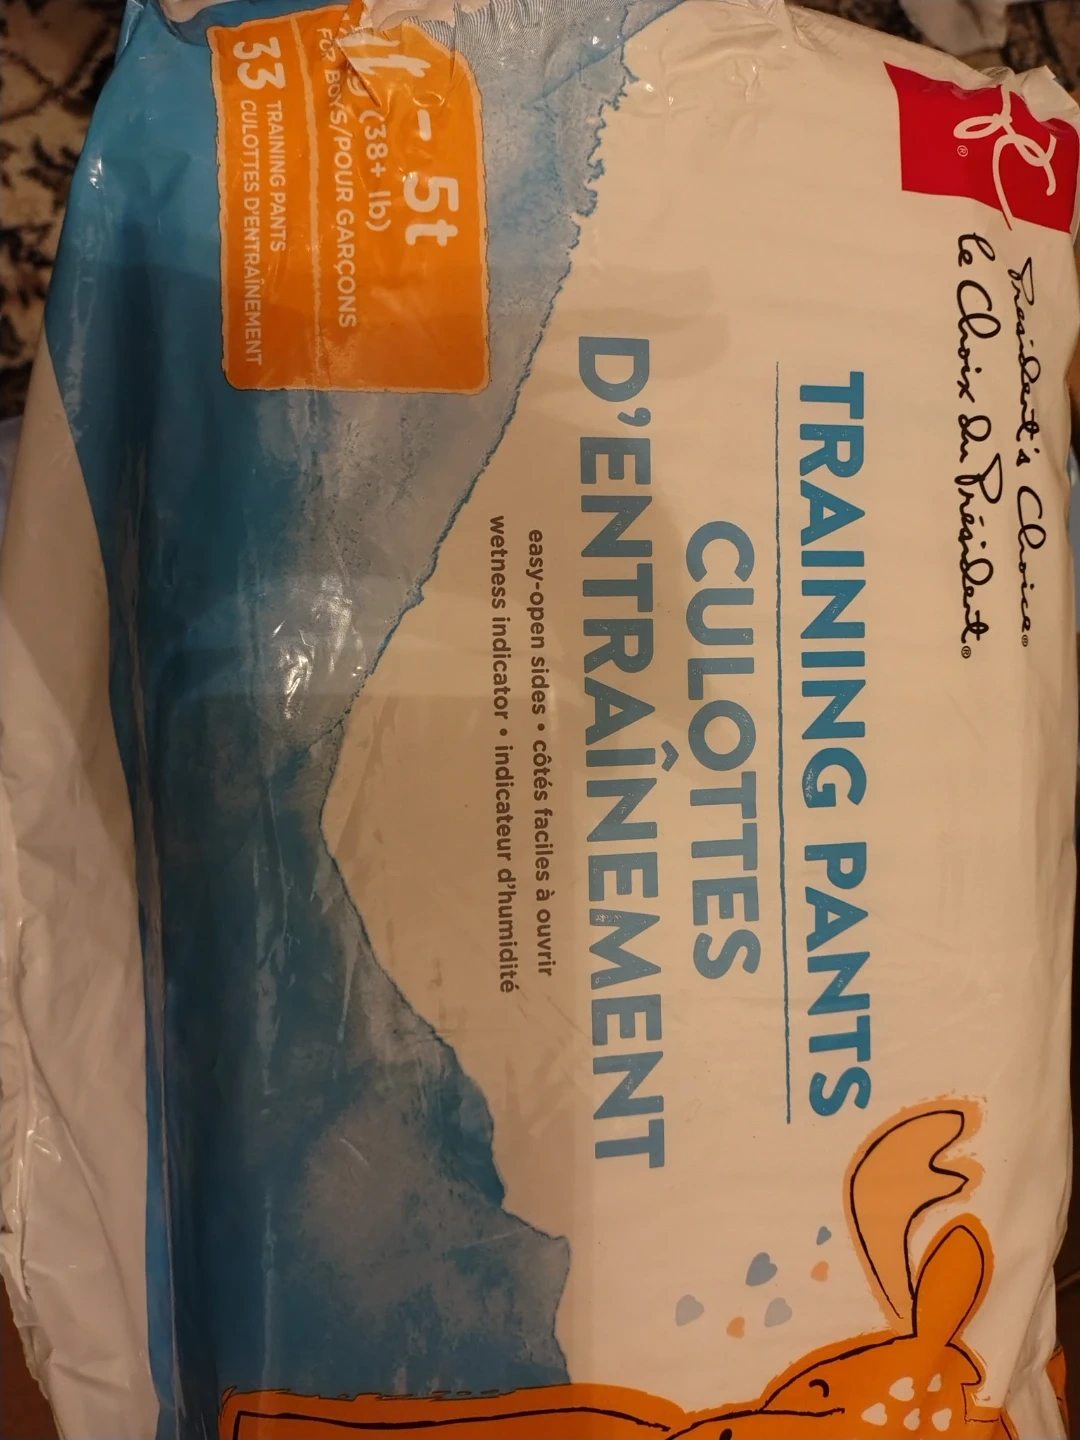 PC®
President's Choice®
le Choix du Président®
TRAINING PANTS
CULOTTES
D'ENTRAÎNEMENT
easy-open sides • côtés faciles à ouvrir
wetness indicator • indicateur d'humidité
- 5t
(38+ lb)
FOR BOYS/POUR GARÇONS
33 TRAINING PANTS
CULOTTES D'ENTRAÎNEMENT